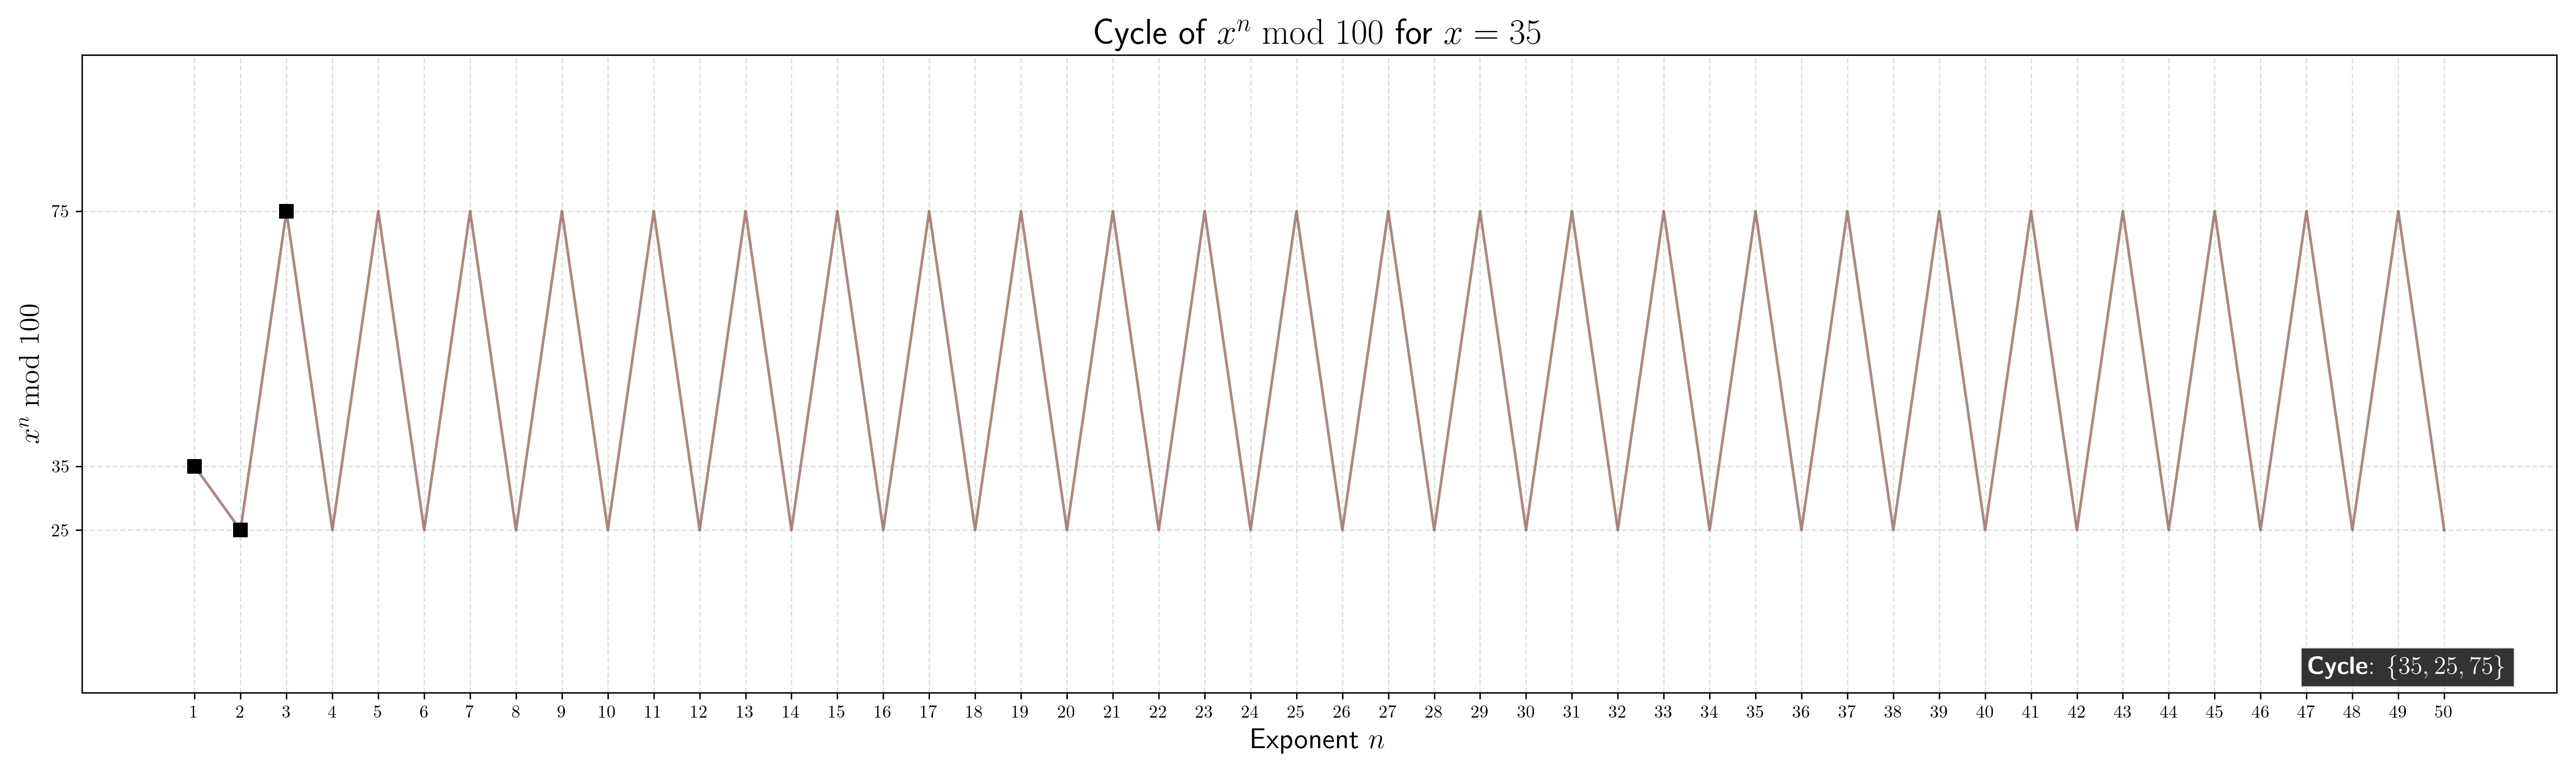 Cycle of $x^n$ mod 100 for $x = 35$
$x^n$ mod 100
75
35
25
Cycle: {35, 25, 75}
1 2 3 4 5 6 7 8 9 10 11 12 13 14 15 16 17 18 19 20 21 22 23 24 25 26 27 28 29 30 31 32 33 34 35 36 37 38 39 40 41 42 43 44 45 46 47 48 49 50
Exponent $n$